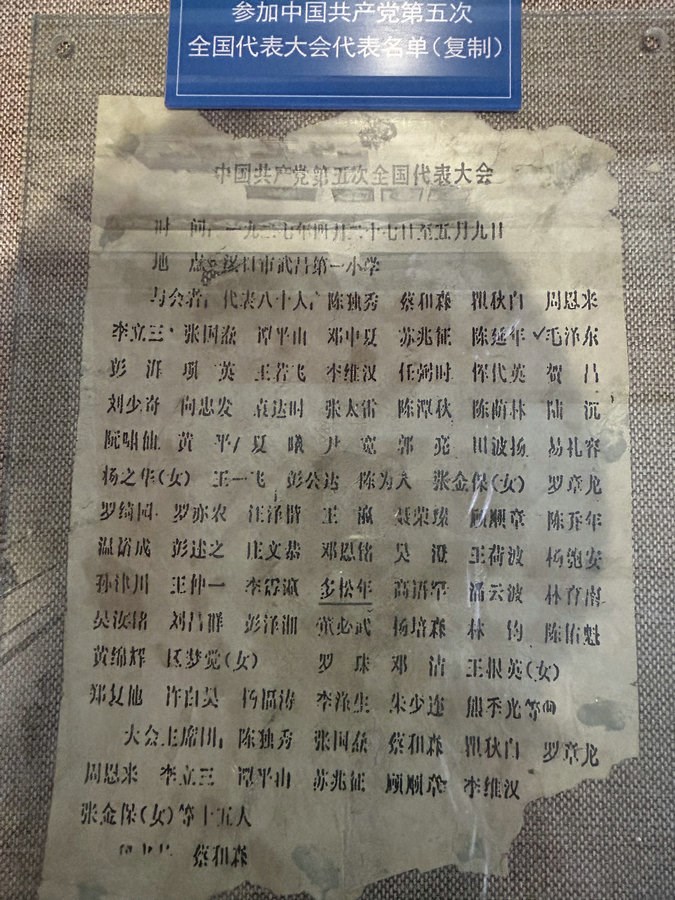 参加中国共产党第五次
全国代表大会代表名单(复制)
中国共产党第五次全国代表大会
时 间:一九二七年四月二十七日至五月九日
地 点:汉口市武昌第一小学
与会者:代表八十人, 陈独秀 蔡和森 瞿秋白 周恩来
李立三 张国焘 谭平山 邓中夏 苏兆征 陈延年 ✓毛泽东
彭湃 项英 王若飞 李维汉 任弼时 恽代英 贺昌
刘少奇 向忠发 袁达时 张太雷 陈潭秋 陈荫林 陆沉
阮啸仙 黄平 夏曦 尹宽 郭亮 田波扬 易礼容
杨之华(女) 王一飞 彭公达 陈为人 张金保(女) 罗章龙
罗绮园 罗亦农 汪泽楷 王瀛 聂荣臻 顾顺章 陈乔年
温裕成 彭述之 庄文恭 邓恩铭 吴澄 王荷波 杨匏安
孙津川 王仲一 李震瀛 多松年 高语罕 潘云波 林育南
吴汝铭 刘昌群 彭泽湘 董必武 杨培森 林钧 陈佑魁
黄锦辉 区梦觉(女) 罗珠 邓洁 王根英(女)
郑复他 许白昊 杨福涛 李涤生 朱少连 熊季光等
大会主席团: 陈独秀 张国焘 蔡和森 瞿秋白 罗章龙
周恩来 李立三 谭平山 苏兆征 顾顺章 李维汉
张金保(女)等十五人
蔡和森